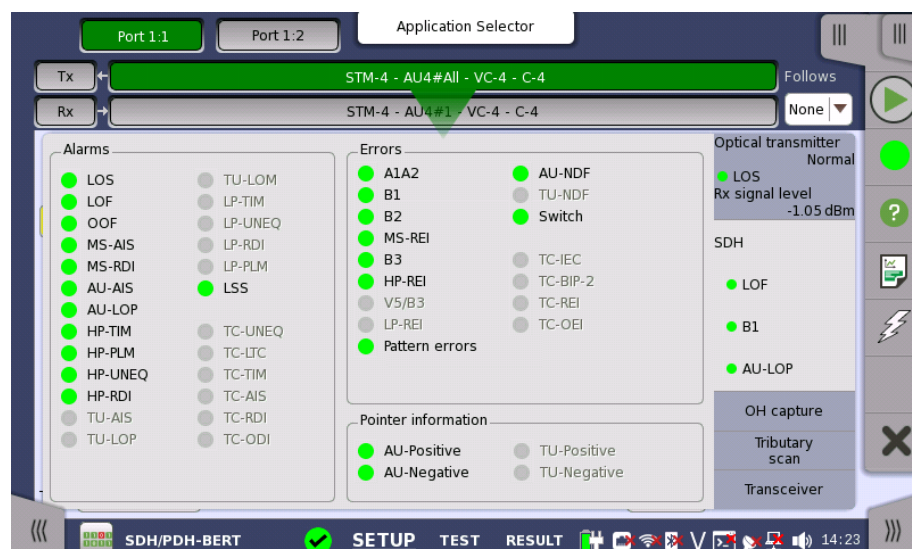 Port 1:1
Port 1:2
Application Selector
Tx
STM-4 - AU4#All - VC-4 - C-4
Follows
Rx
STM-4 - AU4#1 - VC-4 - C-4
None
Alarms
LOS
LOF
OOF
MS-AIS
MS-RDI
AU-AIS
AU-LOP
HP-TIM
HP-PLM
HP-UNEQ
HP-RDI
TU-AIS
TU-LOP
TU-LOM
LP-TIM
LP-UNEQ
LP-RDI
LP-PLM
LSS
TC-UNEQ
TC-LTC
TC-TIM
TC-AIS
TC-RDI
TC-ODI
Errors
A1A2
B1
B2
MS-REI
B3
HP-REI
V5/B3
LP-REI
Pattern errors
AU-NDF
TU-NDF
Switch
TC-IEC
TC-BIP-2
TC-REI
TC-OEI
Pointer information
AU-Positive
AU-Negative
TU-Positive
TU-Negative
Optical transmitter
Normal
LOS
Rx signal level
-1.05 dBm
SDH
LOF
B1
AU-LOP
OH capture
Tributary
scan
Transceiver
SDH/PDH-BERT
SETUP
TEST
RESULT
14:23